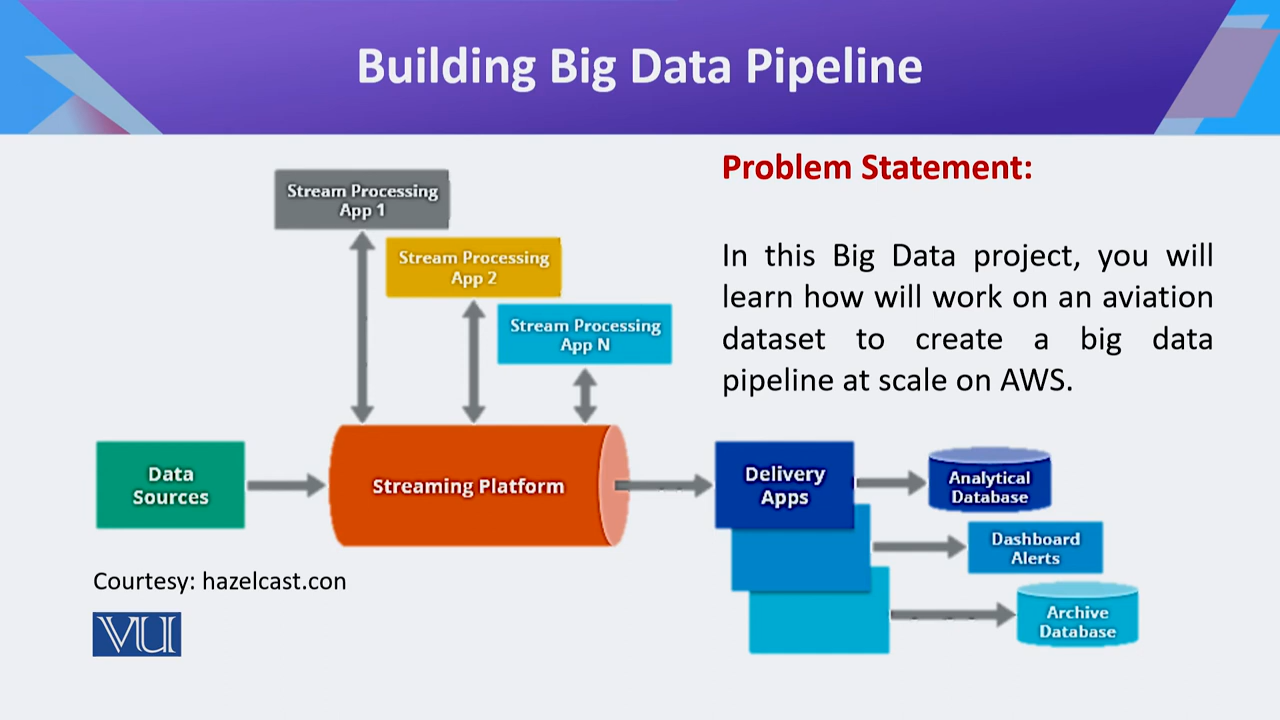 Building Big Data Pipeline
Problem Statement:
In this Big Data project, you will
learn how will work on an aviation
dataset to create a big data
pipeline at scale on AWS.
Stream Processing
App 1
Stream Processing
App 2
Stream Processing
App N
Data
Sources
Streaming Platform
Delivery
Apps
Analytical
Database
Dashboard
Alerts
Archive
Database
Courtesy: hazelcast.con
VU